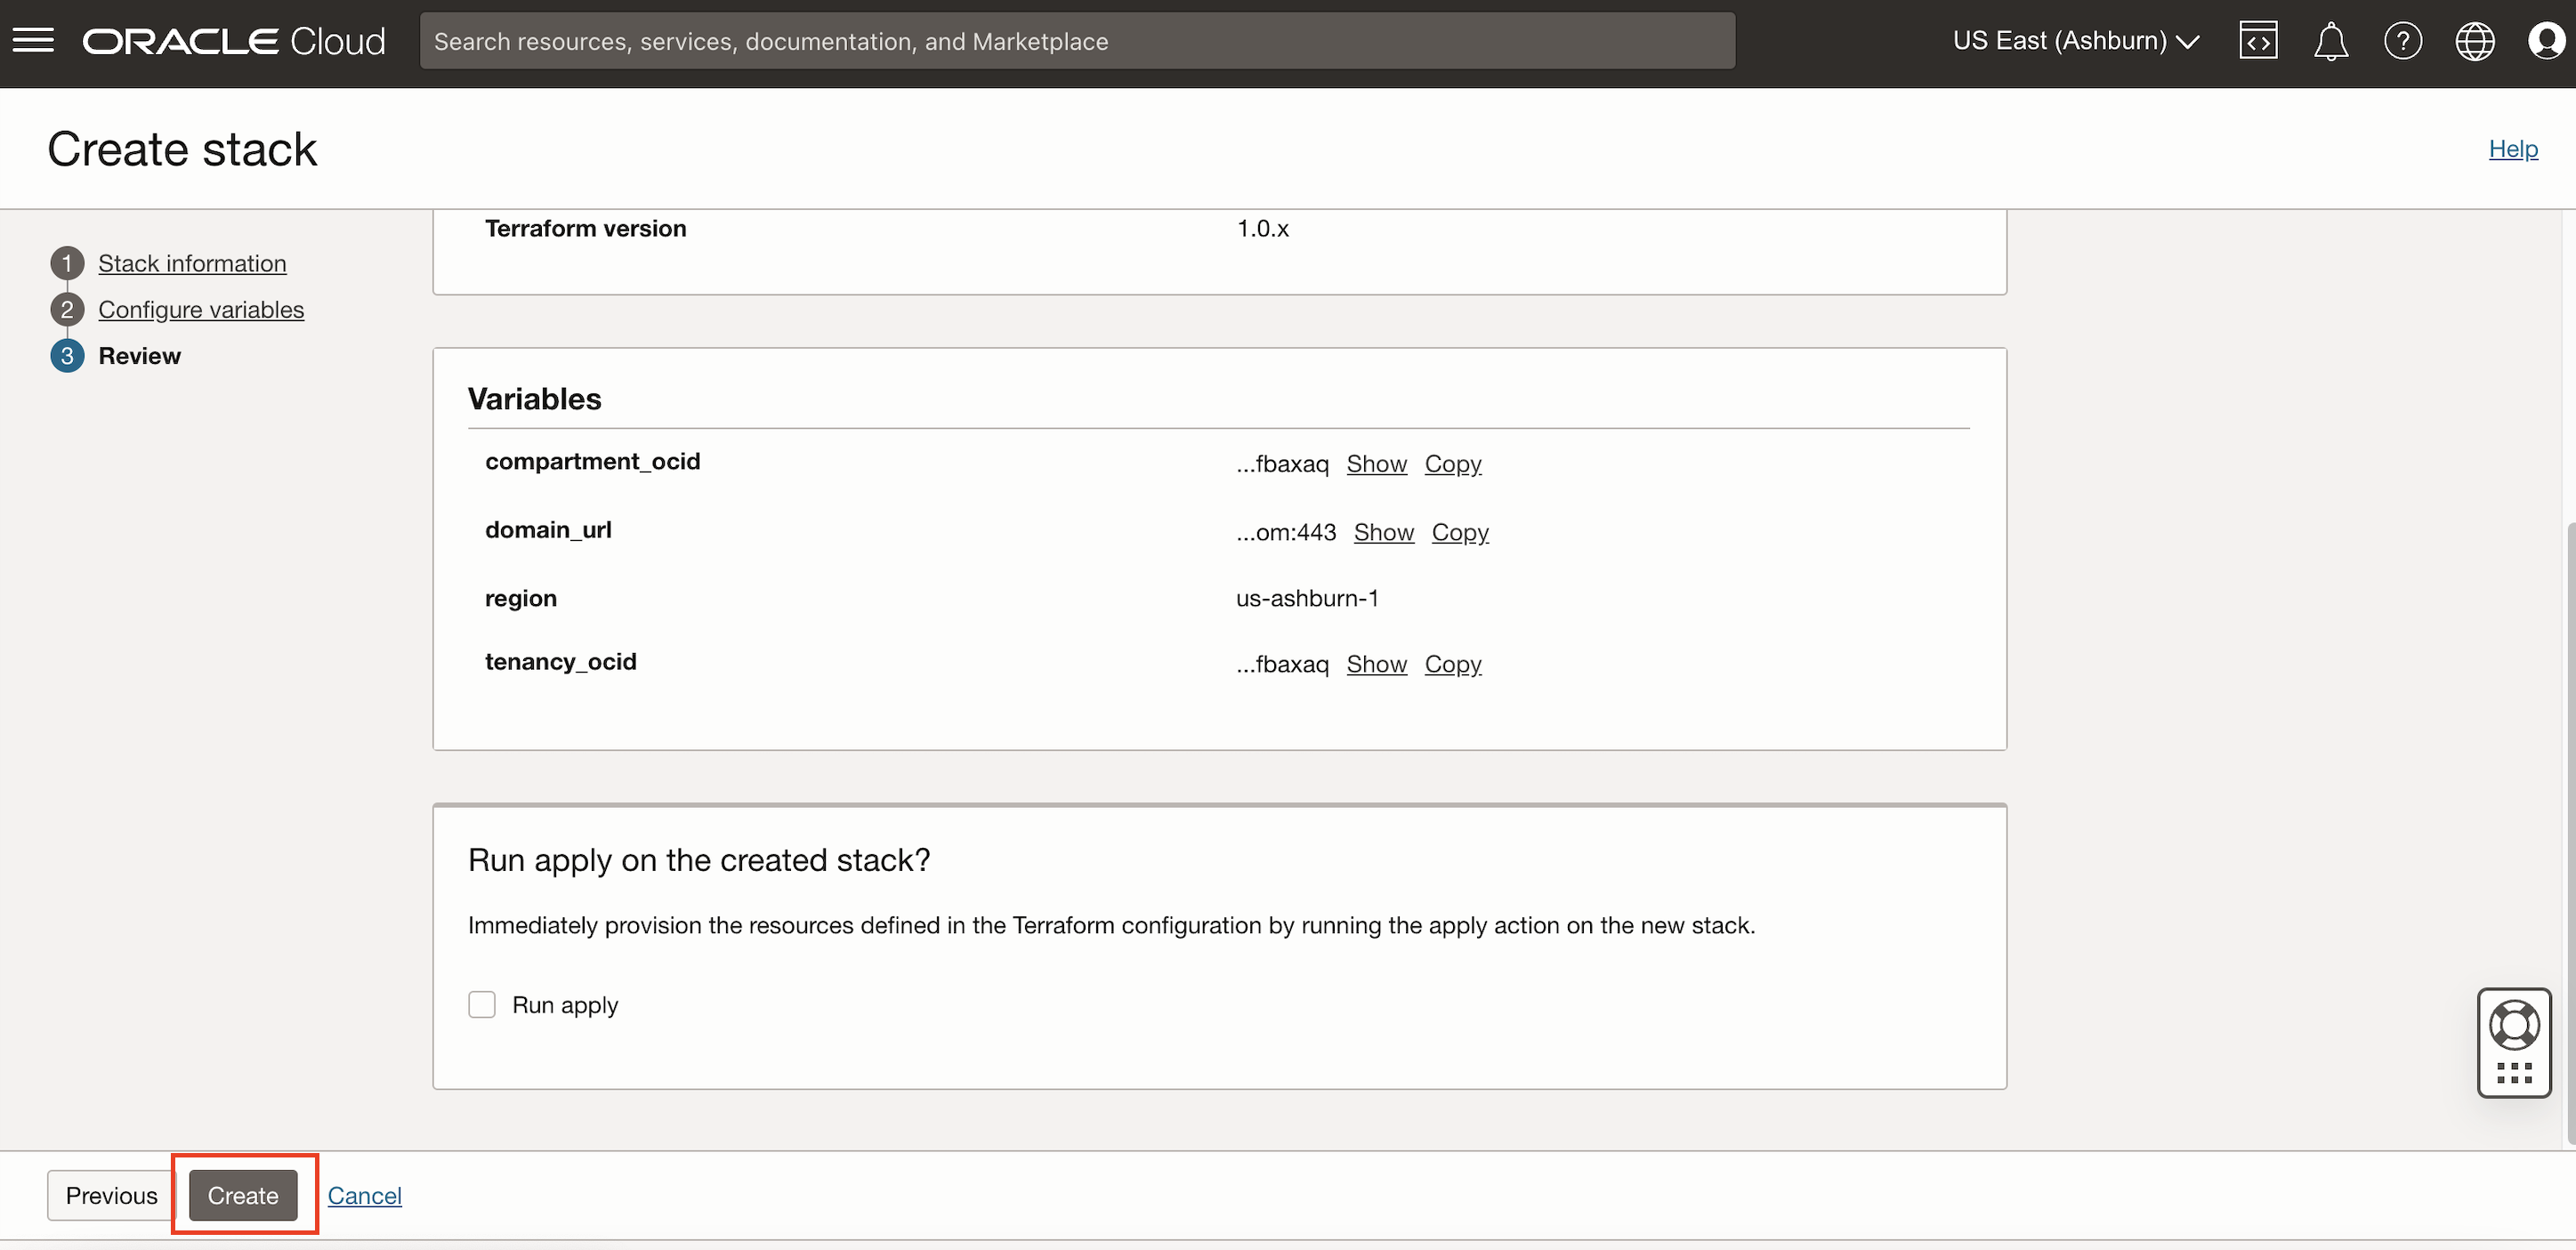 ORACLE Cloud
Search resources, services, documentation, and Marketplace
US East (Ashburn)
Create stack
Help
1 Stack information
2 Configure variables
3 Review
Terraform version 1.0.x
Variables
compartment_ocid ...fbaxaq Show Copy
domain_url ...om:443 Show Copy
region us-ashburn-1
tenancy_ocid ...fbaxaq Show Copy
Run apply on the created stack?
Immediately provision the resources defined in the Terraform configuration by running the apply action on the new stack.
Run apply
Previous Create Cancel